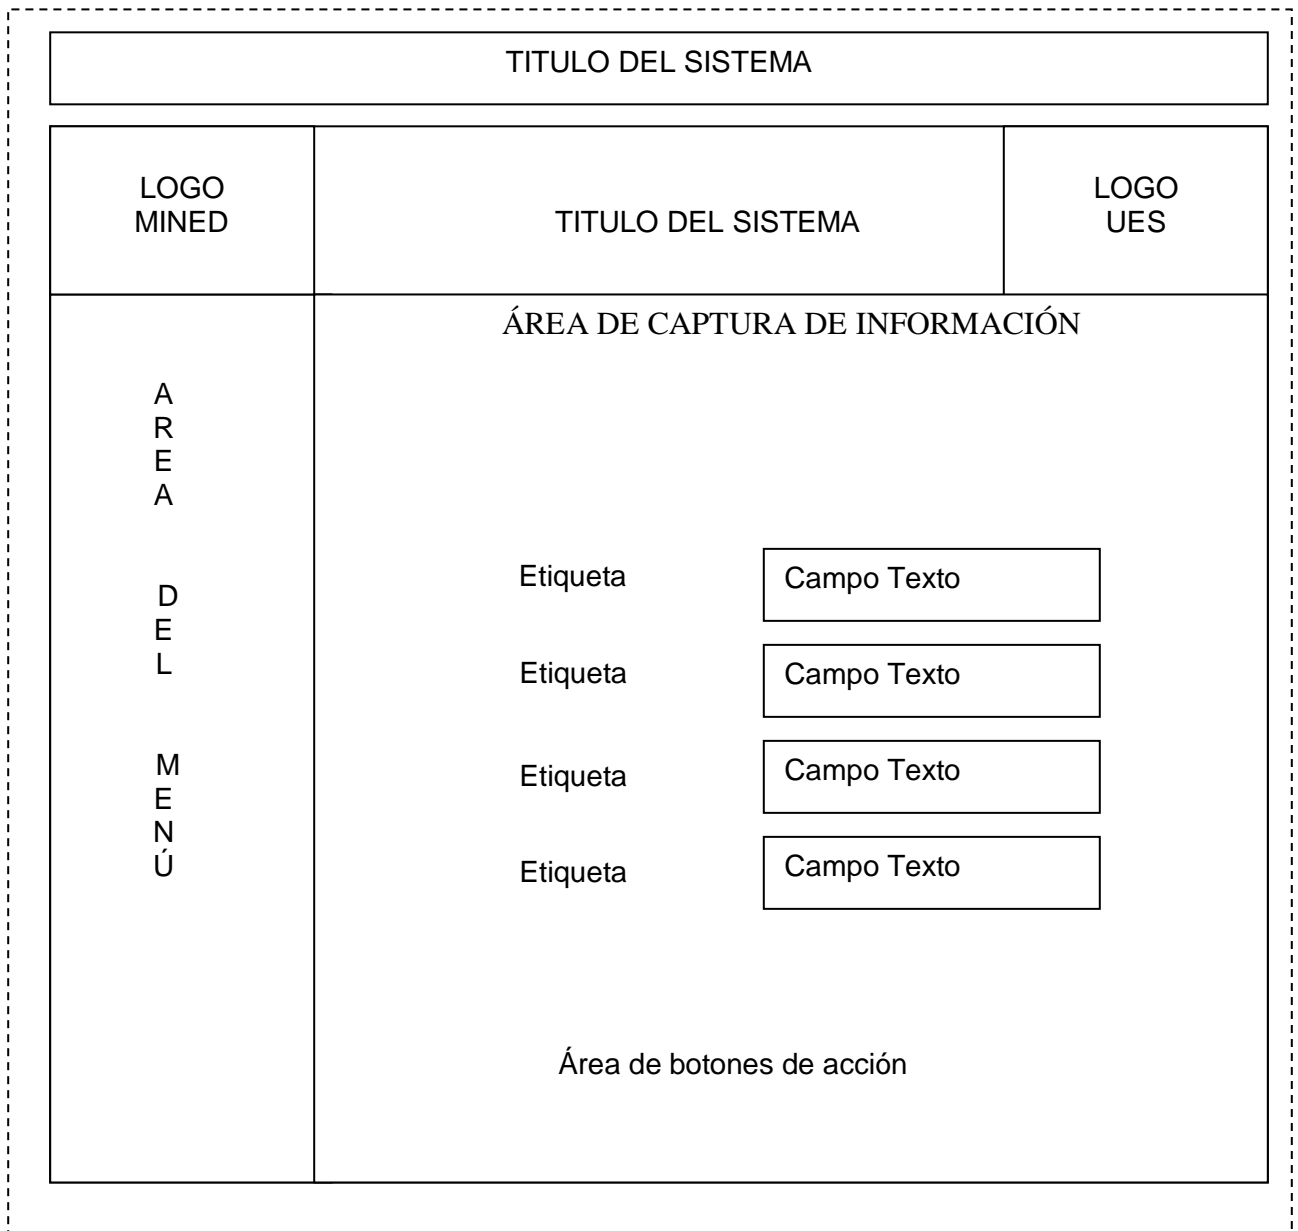 TITULO DEL SISTEMA
LOGO
MINED
TITULO DEL SISTEMA
LOGO
UES
ÁREA DE CAPTURA DE INFORMACIÓN
A
R
E
A
D
E
L
M
E
N
Ú
Etiqueta
Campo Texto
Etiqueta
Campo Texto
Etiqueta
Campo Texto
Etiqueta
Campo Texto
Área de botones de acción